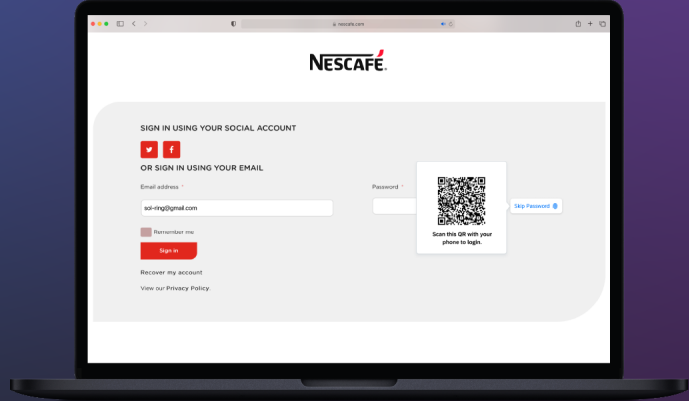 nescafe.com
NESCAFÉ.
SIGN IN USING YOUR SOCIAL ACCOUNT
OR SIGN IN USING YOUR EMAIL
Email address *
Password *
sol-ring@gmail.com
Skip Password
Remember me
Scan this QR with your
phone to login.
Sign in
Recover my account
View our Privacy Policy.